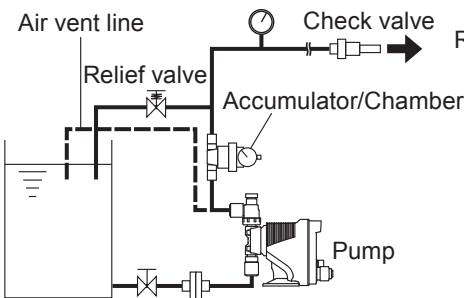 Air vent line
Check valve
R
Relief valve
Accumulator/Chamber
Pump